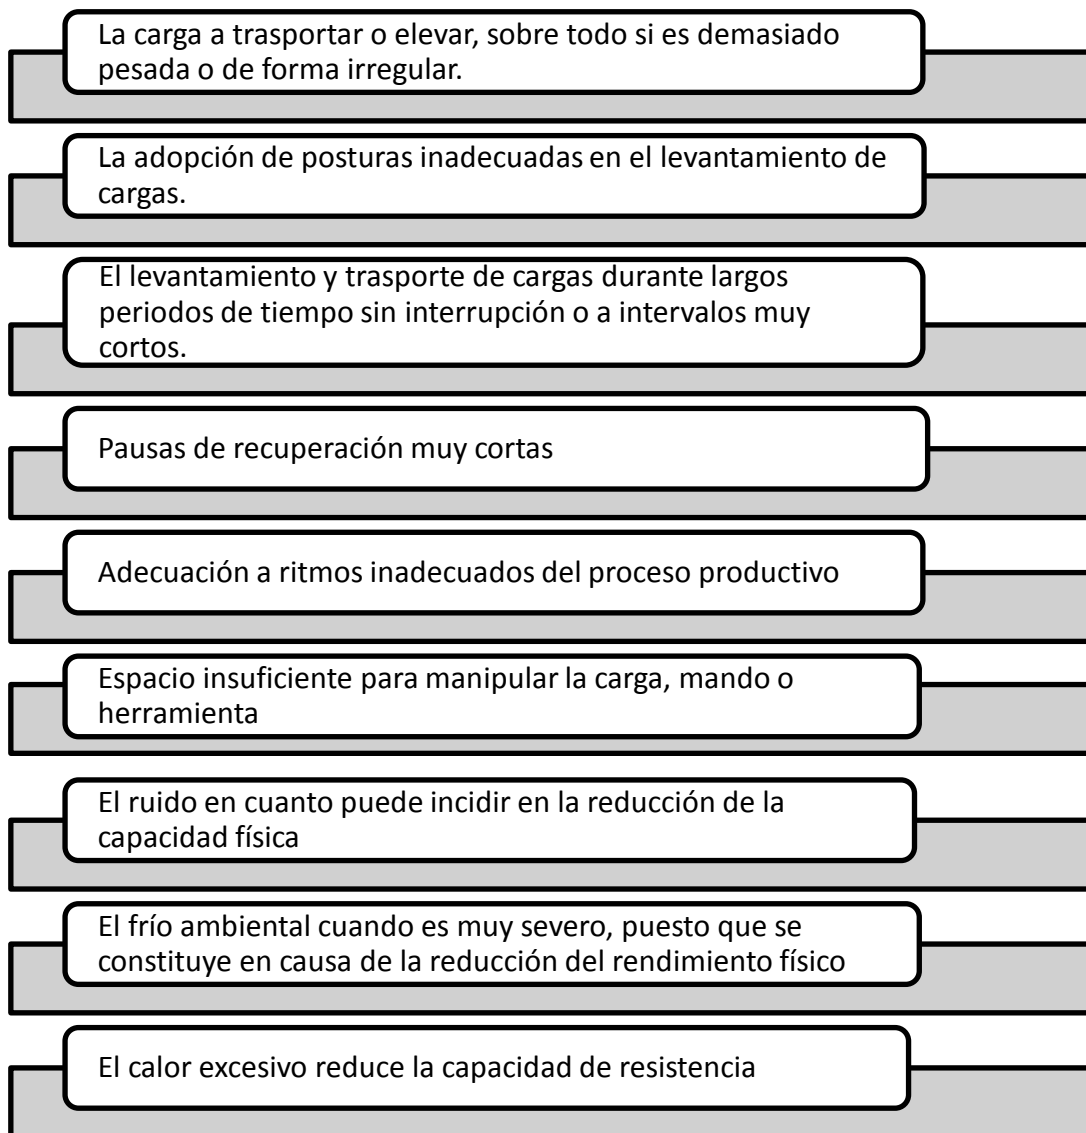 La carga a trasportar o elevar, sobre todo si es demasiado
pesada o de forma irregular.
La adopción de posturas inadecuadas en el levantamiento de
cargas.
El levantamiento y trasporte de cargas durante largos
periodos de tiempo sin interrupción o a intervalos muy
cortos.
Pausas de recuperación muy cortas
Adecuación a ritmos inadecuados del proceso productivo
Espacio insuficiente para manipular la carga, mando o
herramienta
El ruido en cuanto puede incidir en la reducción de la
capacidad física
El frío ambiental cuando es muy severo, puesto que se
constituye en causa de la reducción del rendimiento físico
El calor excesivo reduce la capacidad de resistencia